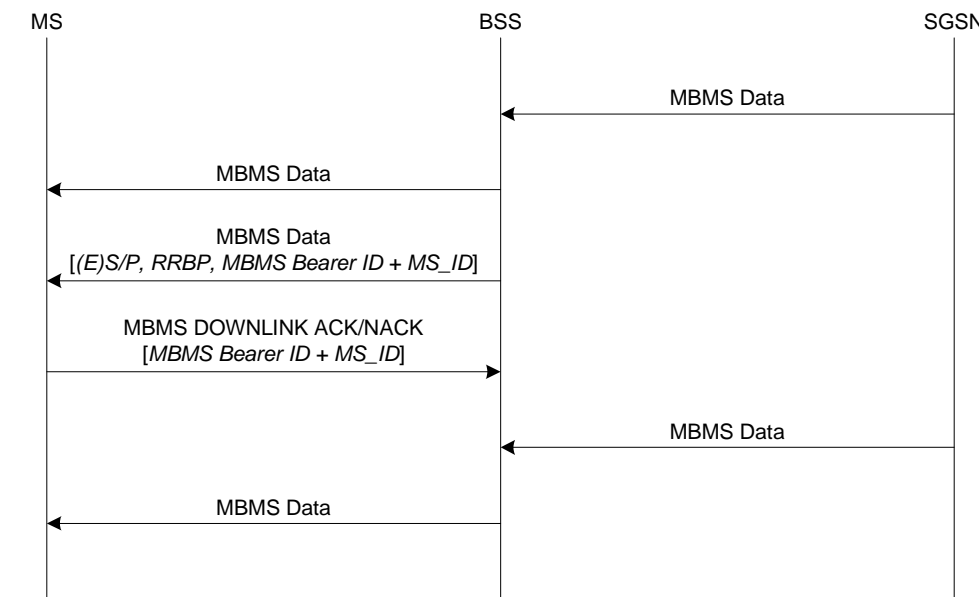 MS
BSS
SGSN
MBMS Data
MBMS Data
MBMS Data
[(E)S/P, RRBP, MBMS Bearer ID + MS_ID]
MBMS DOWNLINK ACK/NACK
[MBMS Bearer ID + MS_ID]
MBMS Data
MBMS Data